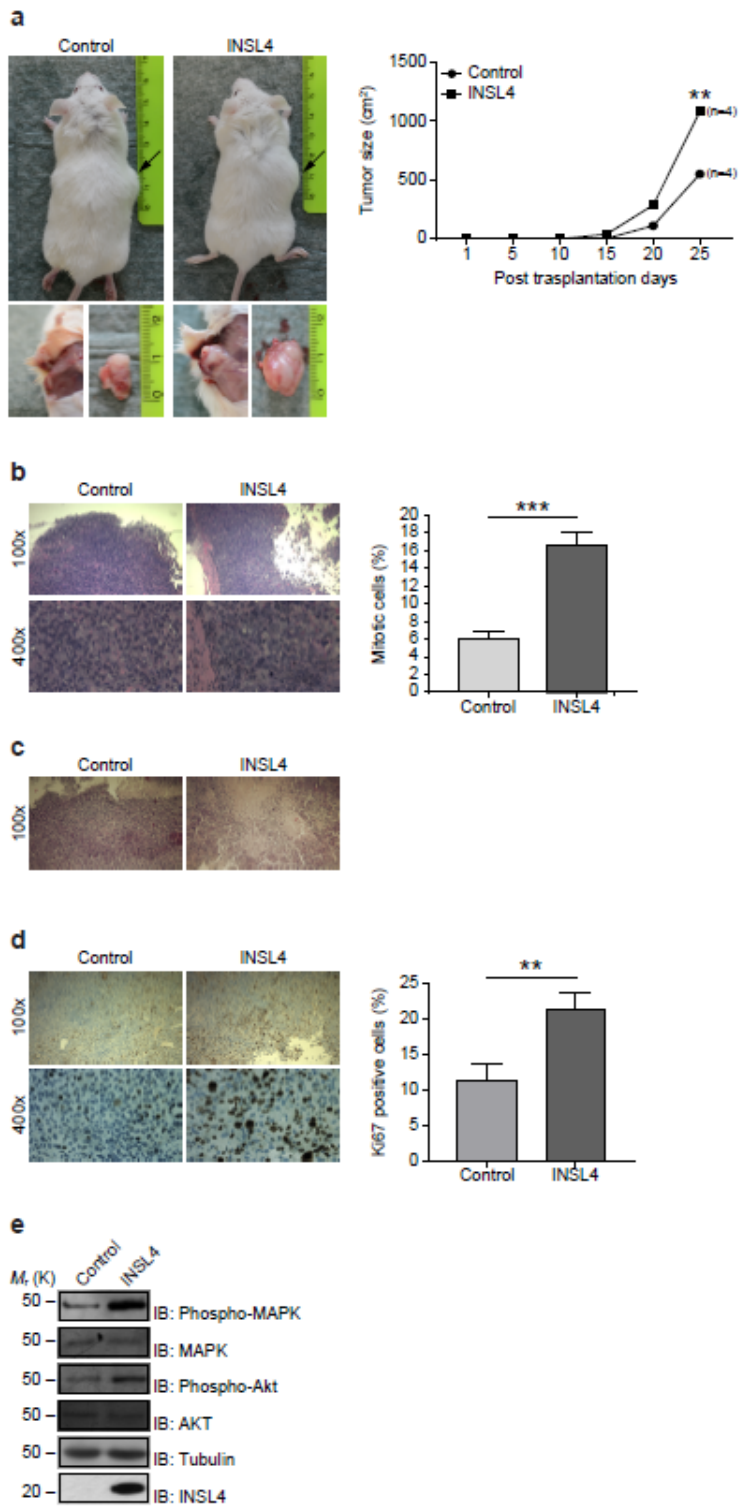 a
Control
INSL4
1500
1000
500
0
Tumor size (cm²)
Control
INSL4
**
(n=4)
(n=4)
1 5 10 15 20 25
Post trasplantation days
b
Control INSL4
100x
400x
***
20
18
16
14
12
10
8
6
4
2
0
Mitotic cells (%)
Control INSL4
c
Control INSL4
100x
d
Control INSL4
100x
400x
**
25
20
15
10
5
0
Ki67 positive cells (%)
Control INSL4
e
Mr (K) Control INSL4
50 – IB: Phospho-MAPK
50 – IB: MAPK
50 – IB: Phospho-Akt
50 – IB: AKT
50 – IB: Tubulin
20 – IB: INSL4